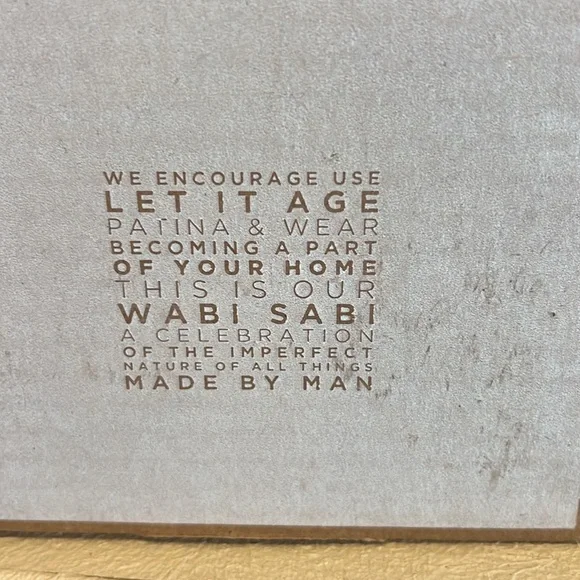 WE ENCOURAGE USE
LET IT AGE
PATINA & WEAR
BECOMING A PART
OF YOUR HOME
THIS IS OUR
WABI SABI
A CELEBRATION
OF THE IMPERFECT
NATURE OF ALL THINGS
MADE BY MAN